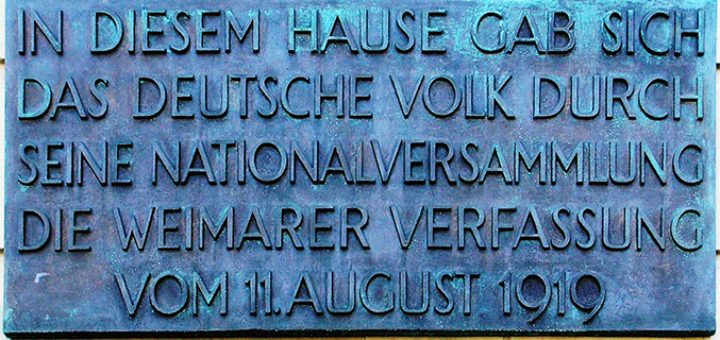 IN DIESEM HAUSE GAB SICH
DAS DEUTSCHE VOLK DURCH
SEINE NATIONALVERSAMMLUNG
DIE WEIMARER VERFASSUNG
VOM 11. AUGUST 1919